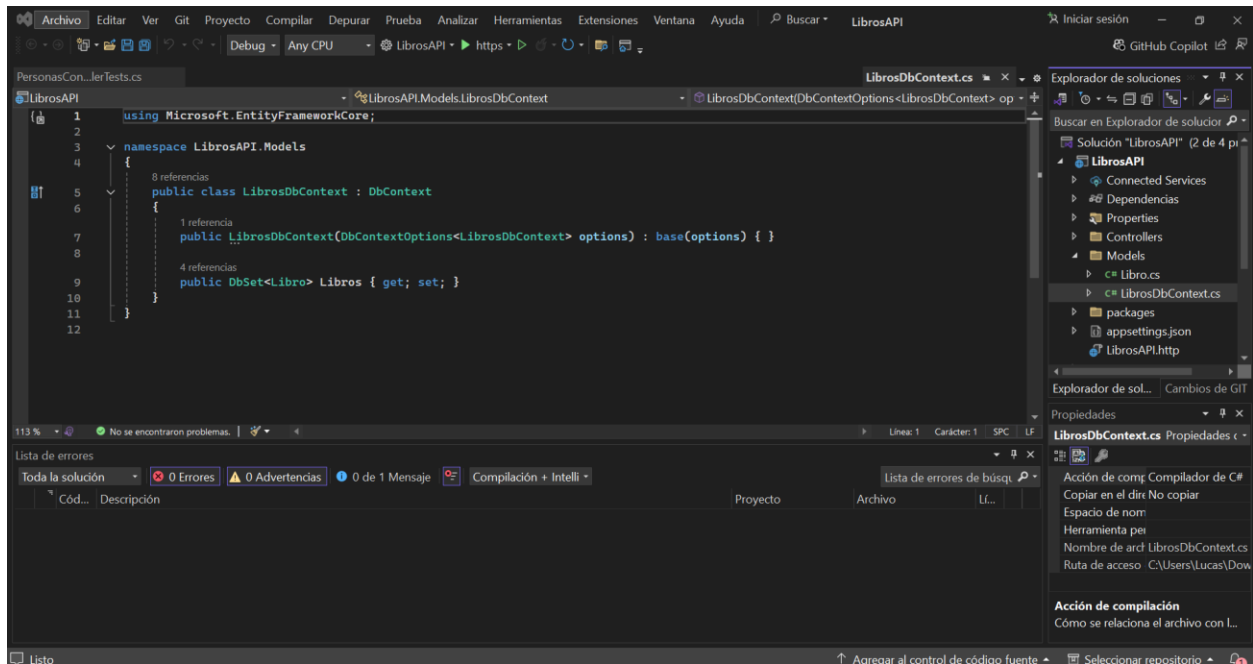 Archivo Editar Ver Git Proyecto Compilar Depurar Prueba Analizar Herramientas Extensiones Ventana Ayuda Buscar LibrosAPI Iniciar sesión
Debug Any CPU LibrosAPI https GitHub Copilot
PersonasCon...lerTests.cs LibrosDbContext.cs
LibrosAPI LibrosAPI.Models.LibrosDbContext LibrosDbContext(DbContextOptions<LibrosDbContext> op
1 using Microsoft.EntityFrameworkCore;
2
3 namespace LibrosAPI.Models
4 {
8 referencias
5 public class LibrosDbContext : DbContext
6 {
1 referencia
7 public LibrosDbContext(DbContextOptions<LibrosDbContext> options) : base(options) { }
8
4 referencias
9 public DbSet<Libro> Libros { get; set; }
10 }
11 }
12
113 % No se encontraron problemas. Línea: 1 Carácter: 1 SPC LF
Lista de errores
Toda la solución 0 Errores 0 Advertencias 0 de 1 Mensaje Compilación + Intelli Lista de errores de búsqu
Cód... Descripción Proyecto Archivo Lí...
Explorador de soluciones
Buscar en Explorador de solucior
Solución "LibrosAPI" (2 de 4 pr
LibrosAPI
Connected Services
Dependencias
Properties
Controllers
Models
C# Libro.cs
C# LibrosDbContext.cs
packages
appsettings.json
LibrosAPI.http
Explorador de sol... Cambios de GIT
Propiedades
LibrosDbContext.cs Propiedades
Acción de comp Compilador de C#
Copiar en el dire No copiar
Espacio de nom
Herramienta per
Nombre de arch LibrosDbContext.cs
Ruta de acceso C:\Users\Lucas\Dow
Acción de compilación
Cómo se relaciona el archivo con l...
Listo Agregar al control de código fuente Seleccionar repositorio